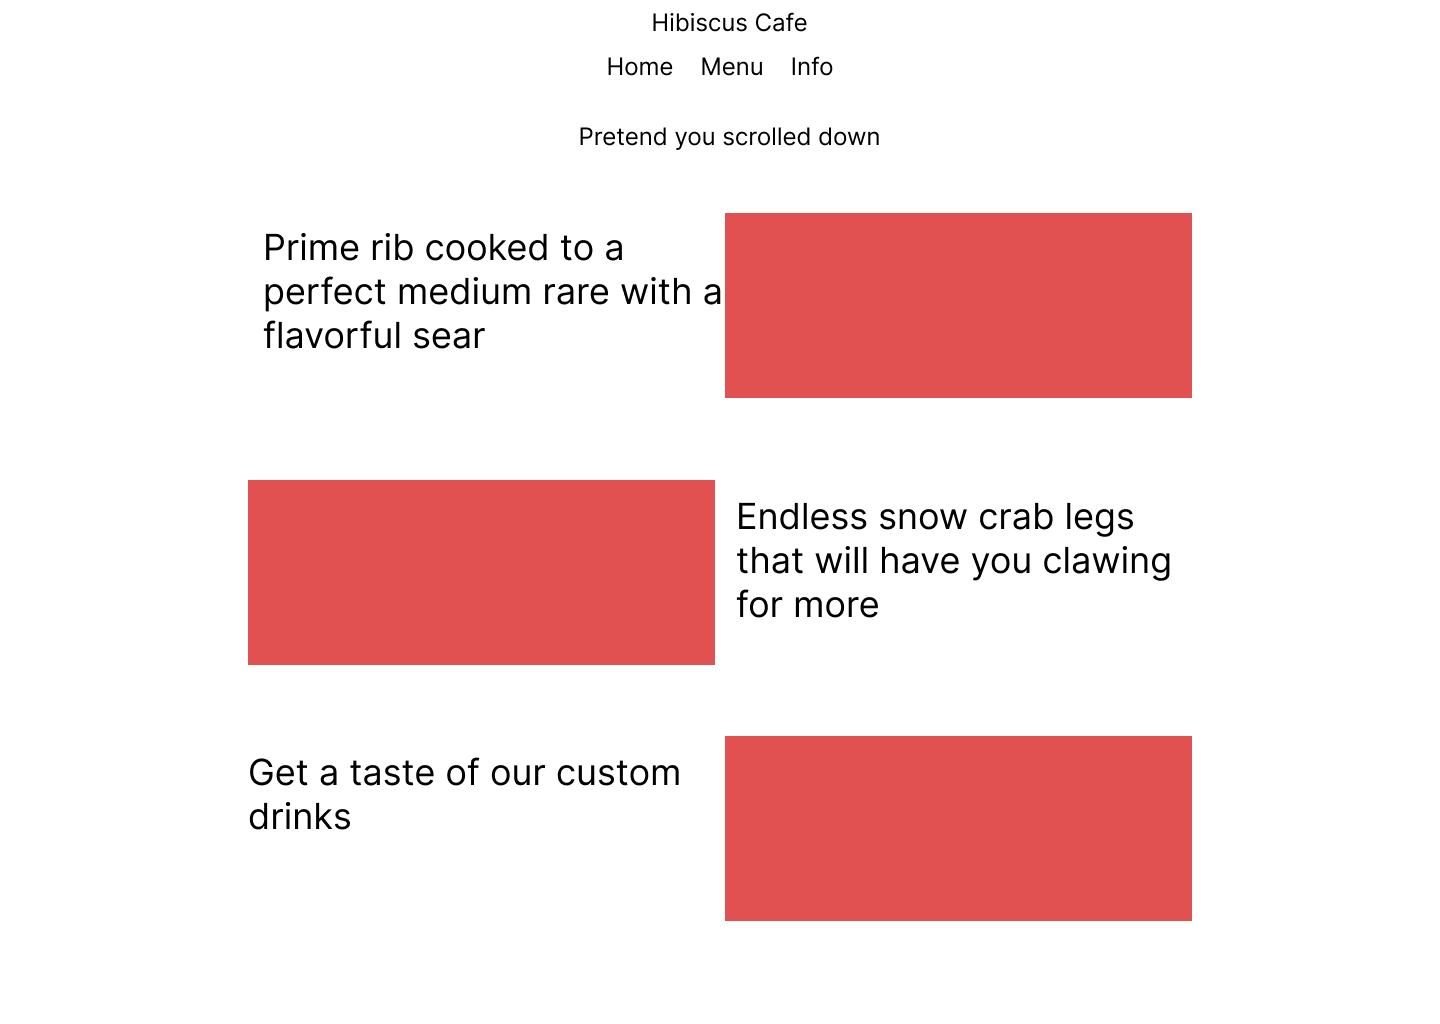 Hibiscus Cafe
Home Menu Info
Pretend you scrolled down
Prime rib cooked to a
perfect medium rare with a
flavorful sear
Endless snow crab legs
that will have you clawing
for more
Get a taste of our custom
drinks